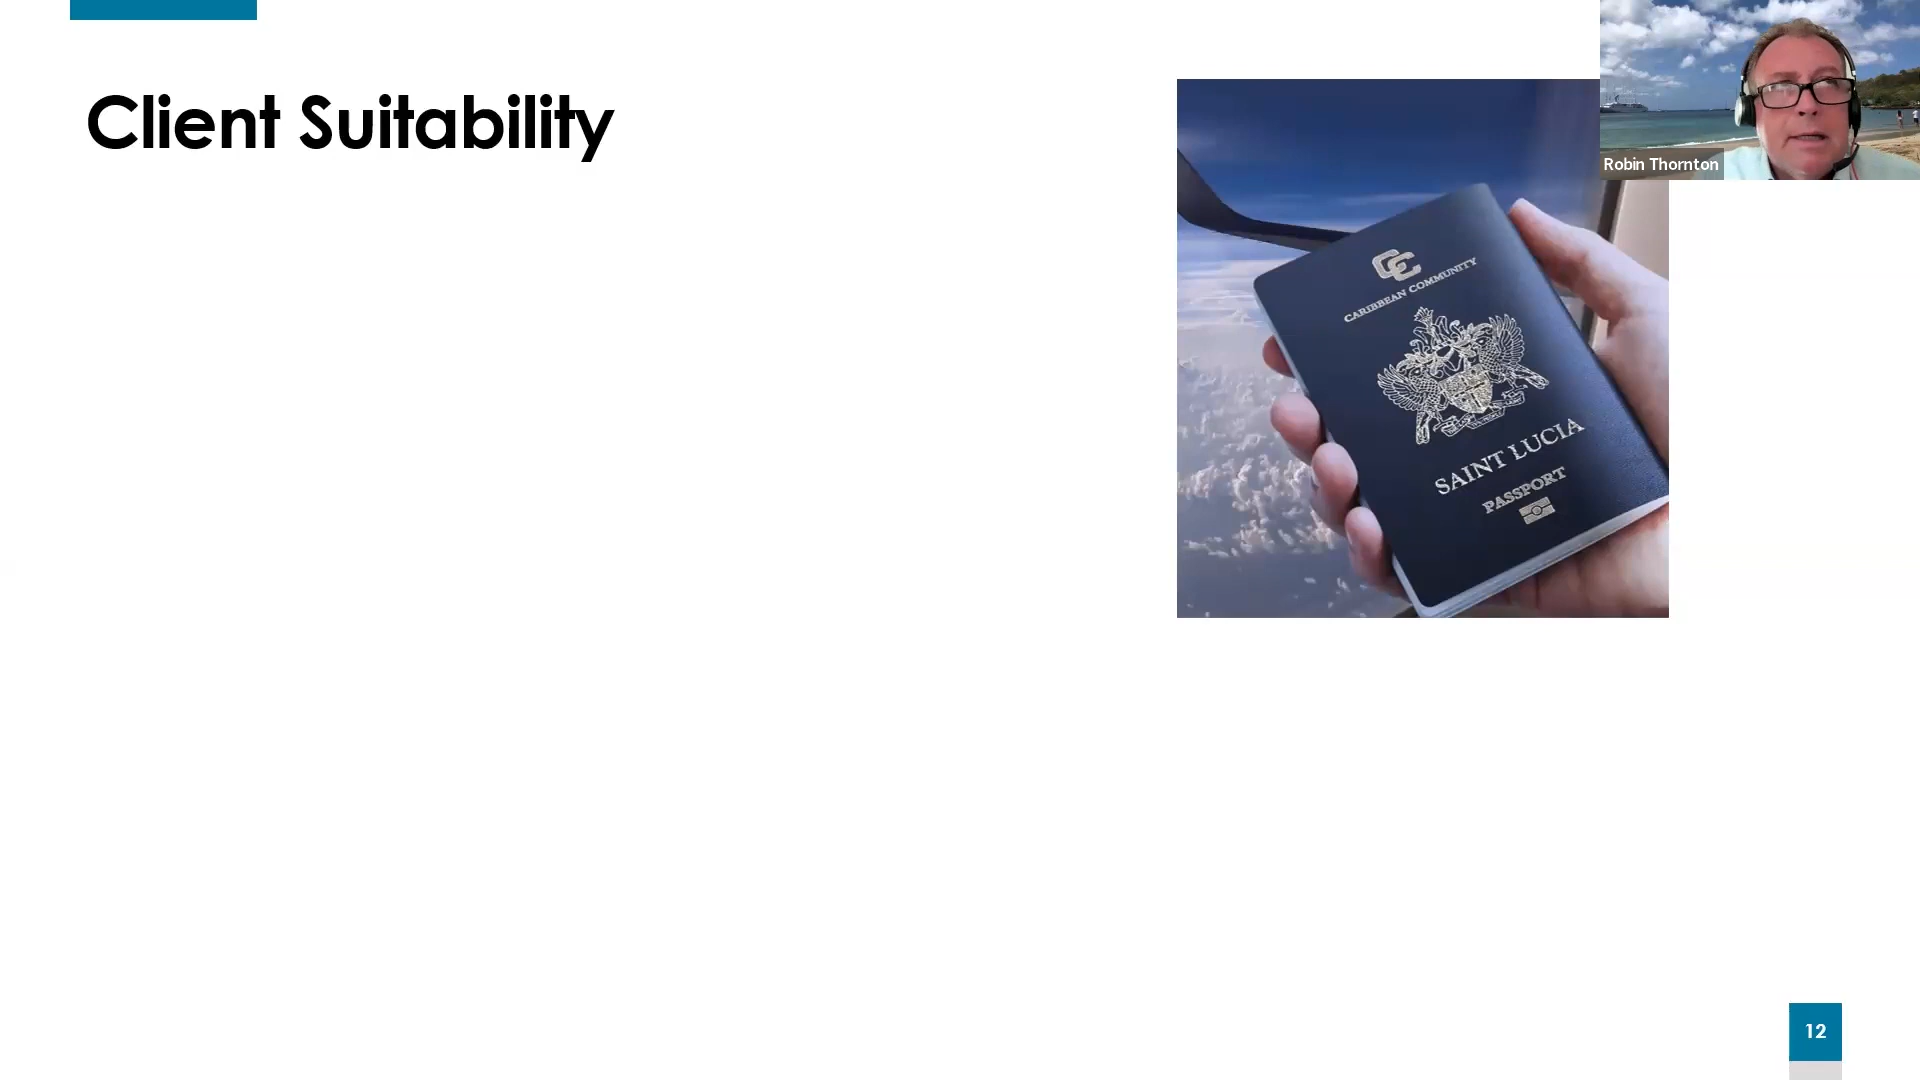 Client Suitability
Robin Thornton
CARIBBEAN COMMUNITY
SAINT LUCIA
PASSPORT
12